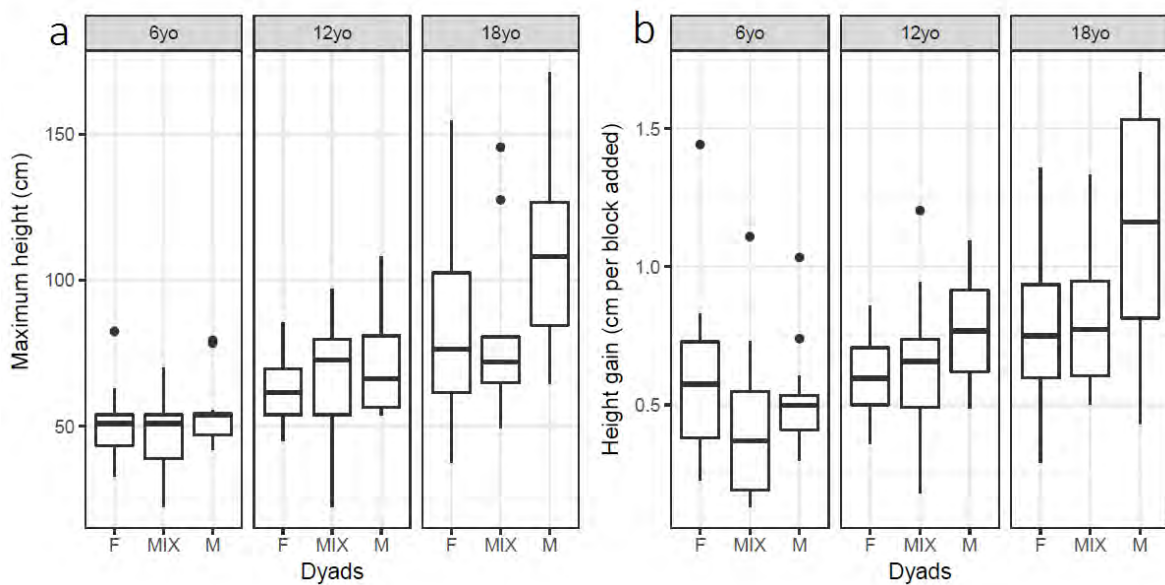 a
6yo 12yo 18yo
Maximum height (cm)
150
100
50
F MIX M F MIX M F MIX M
Dyads
b
6yo 12yo 18yo
Height gain (cm per block added)
1.5
1.0
0.5
F MIX M F MIX M F MIX M
Dyads